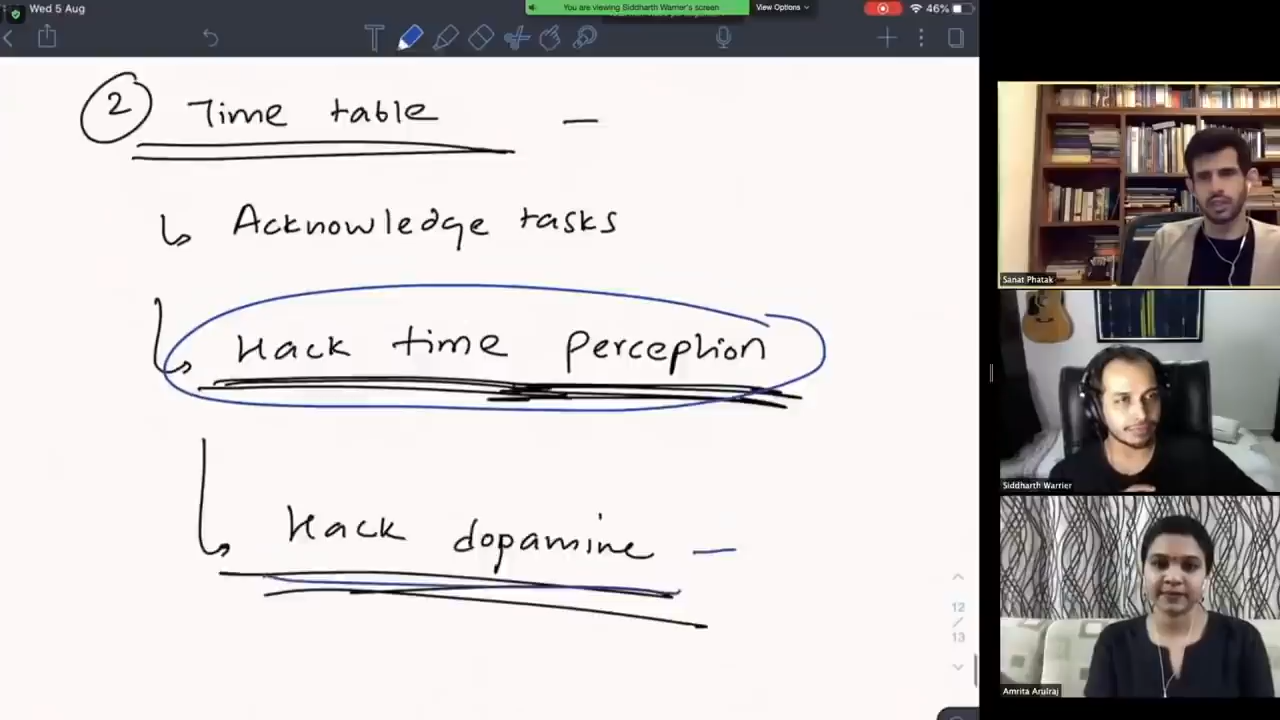 Wed 5 Aug
You are viewing Siddharth Warrier's screen
View Options
46%
2 Time table —
Acknowledge tasks
Hack time perception
Hack dopamine —
12
/
13
Sanat Phatak
Siddharth Warrier
Amrita Arulraj